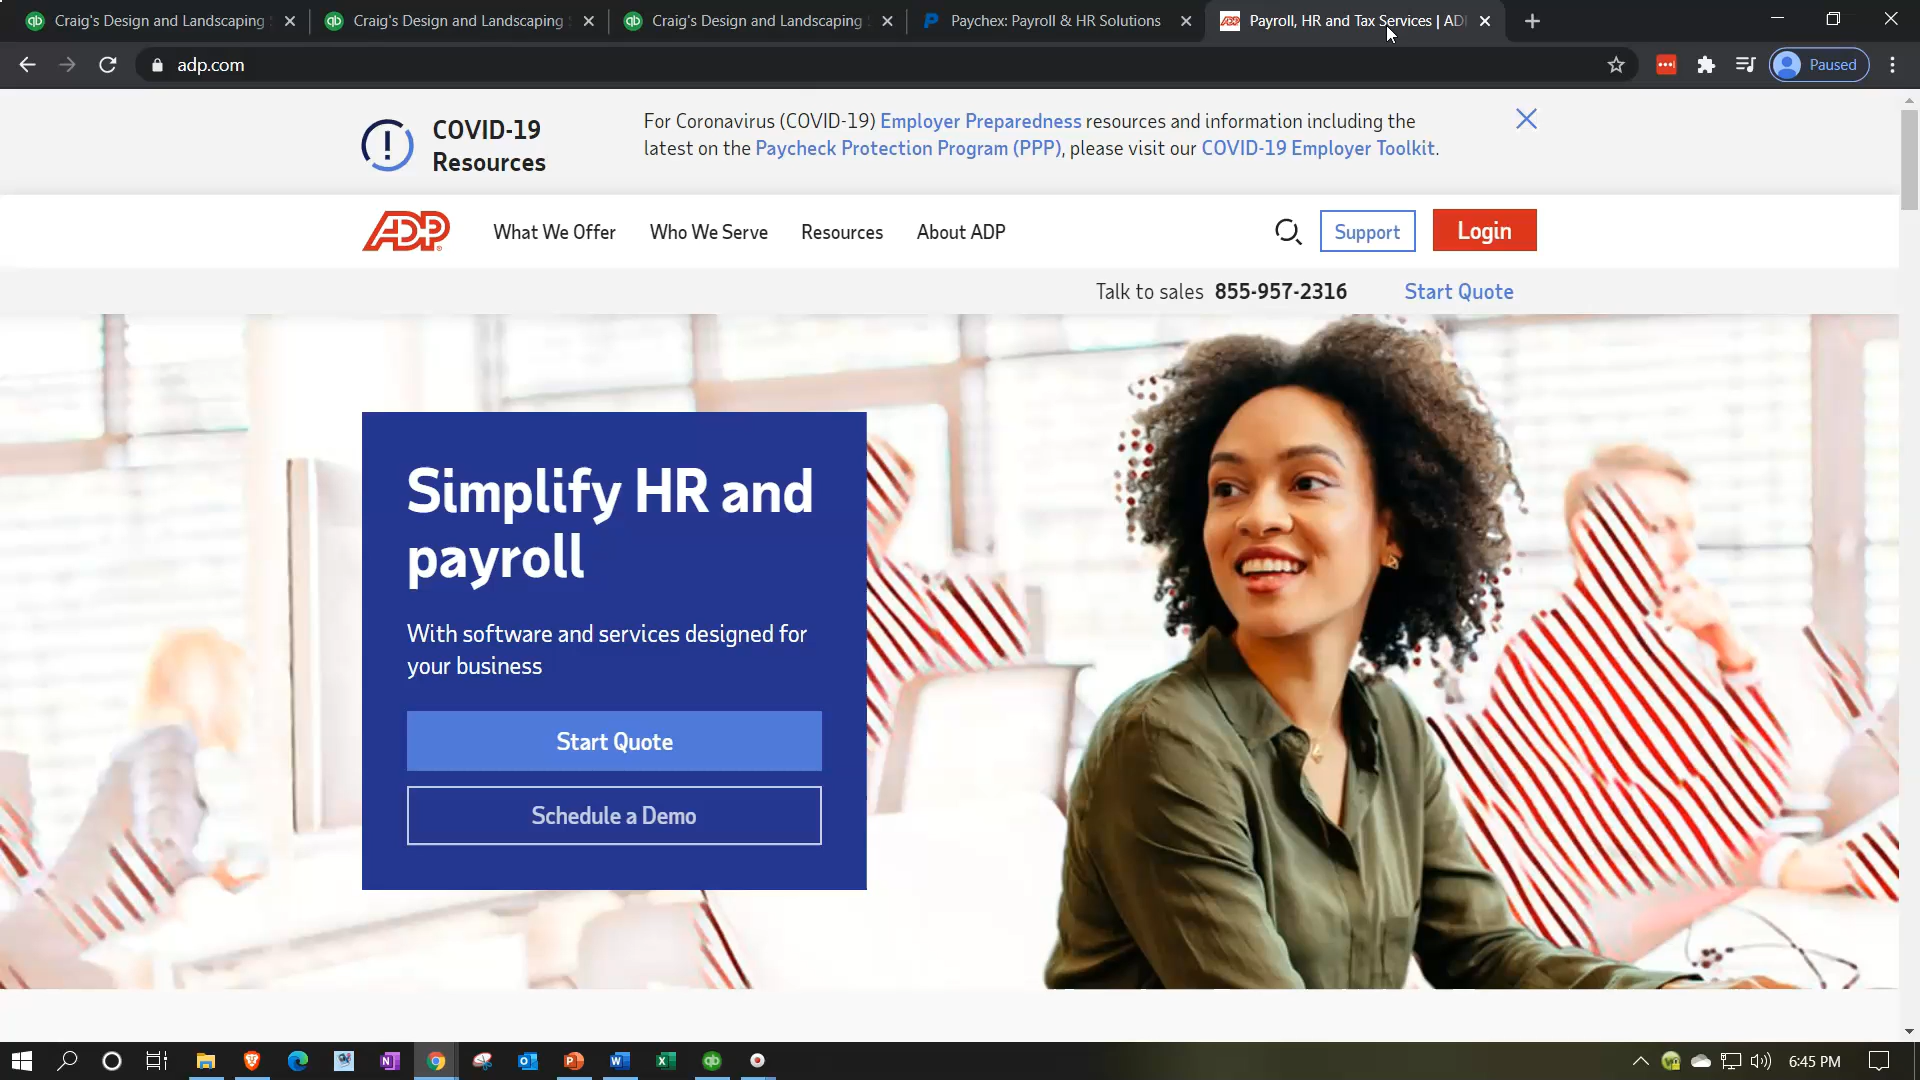 Craig's Design and Landscaping
Craig's Design and Landscaping
Craig's Design and Landscaping
Paychex: Payroll & HR Solutions
Payroll, HR and Tax Services | AD
adp.com
Paused
COVID-19
Resources
For Coronavirus (COVID-19) Employer Preparedness resources and information including the
latest on the Paycheck Protection Program (PPP), please visit our COVID-19 Employer Toolkit.
ADP
What We Offer
Who We Serve
Resources
About ADP
Support
Login
Talk to sales 855-957-2316
Start Quote
Simplify HR and
payroll
With software and services designed for
your business
Start Quote
Schedule a Demo
6:45 PM